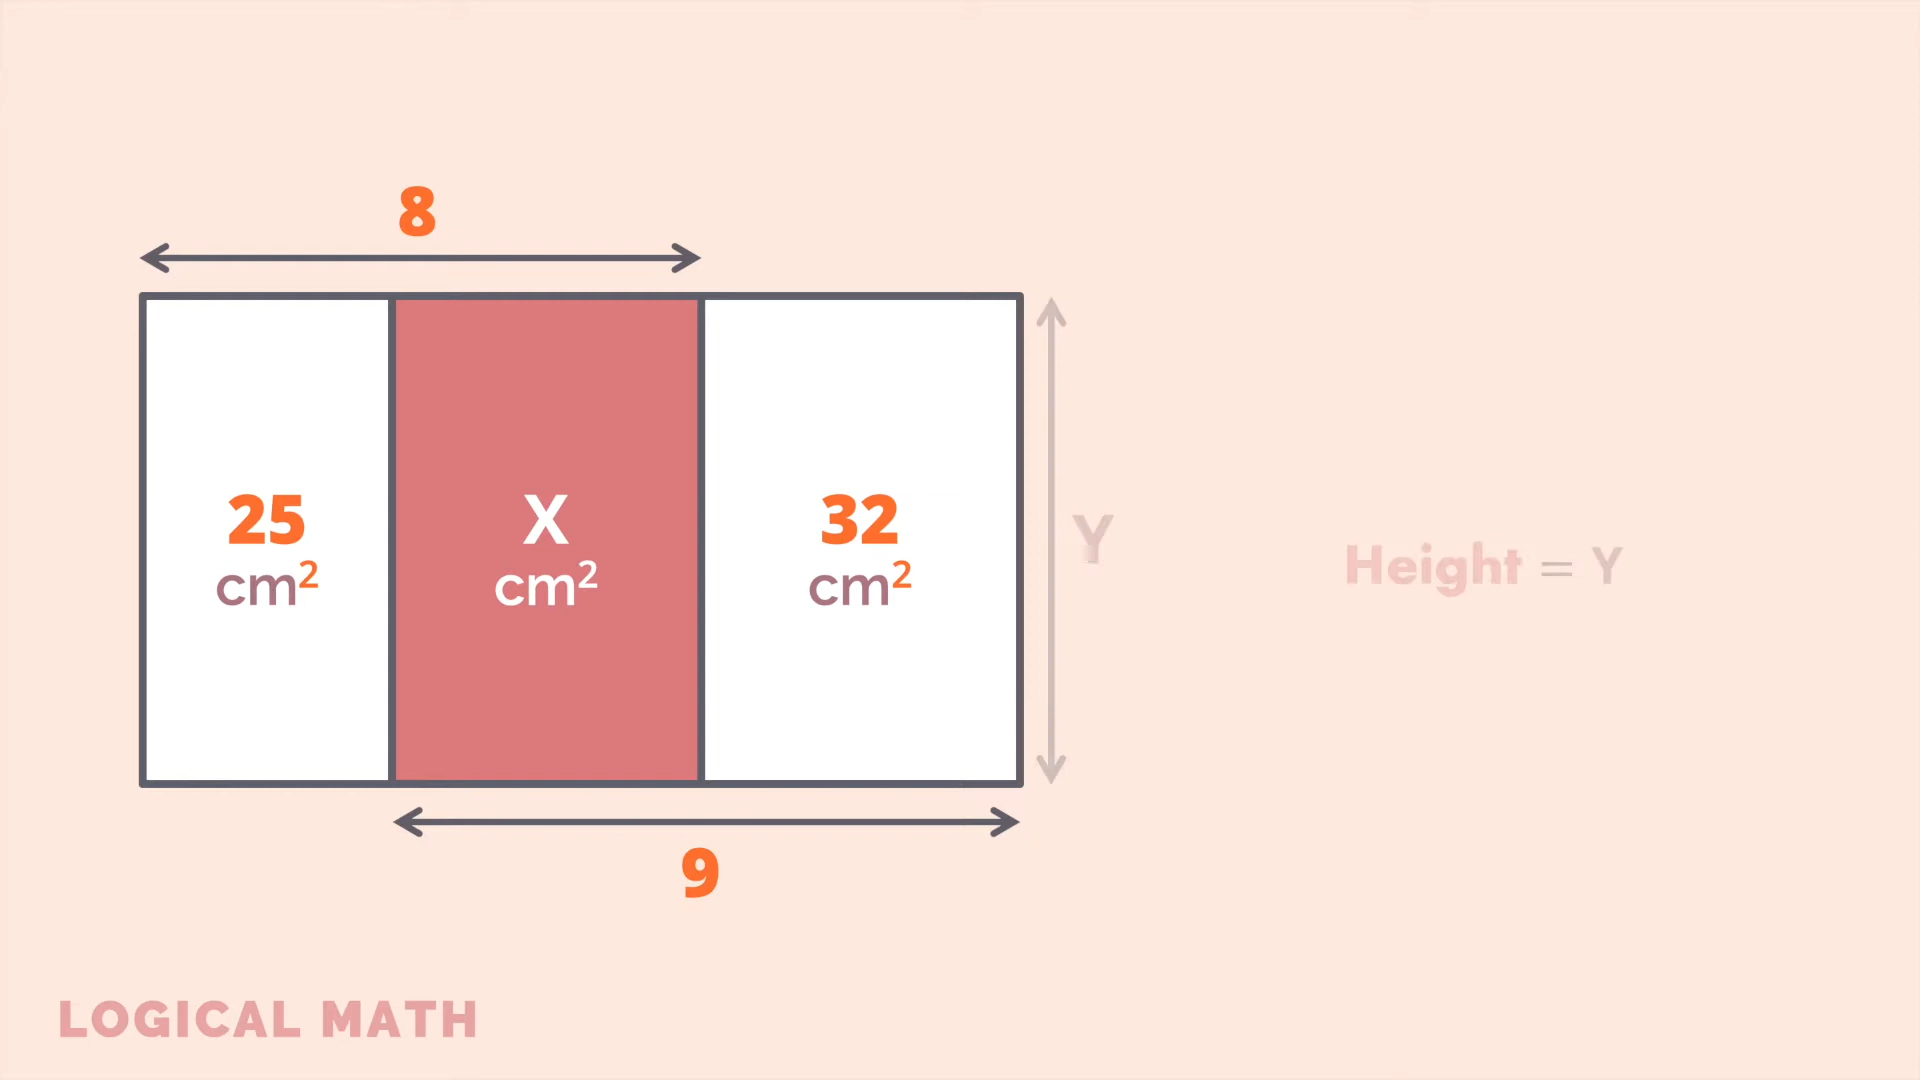 8
25
cm²
X
cm²
32
cm²
Y
Height = Y
9
LOGICAL MATH